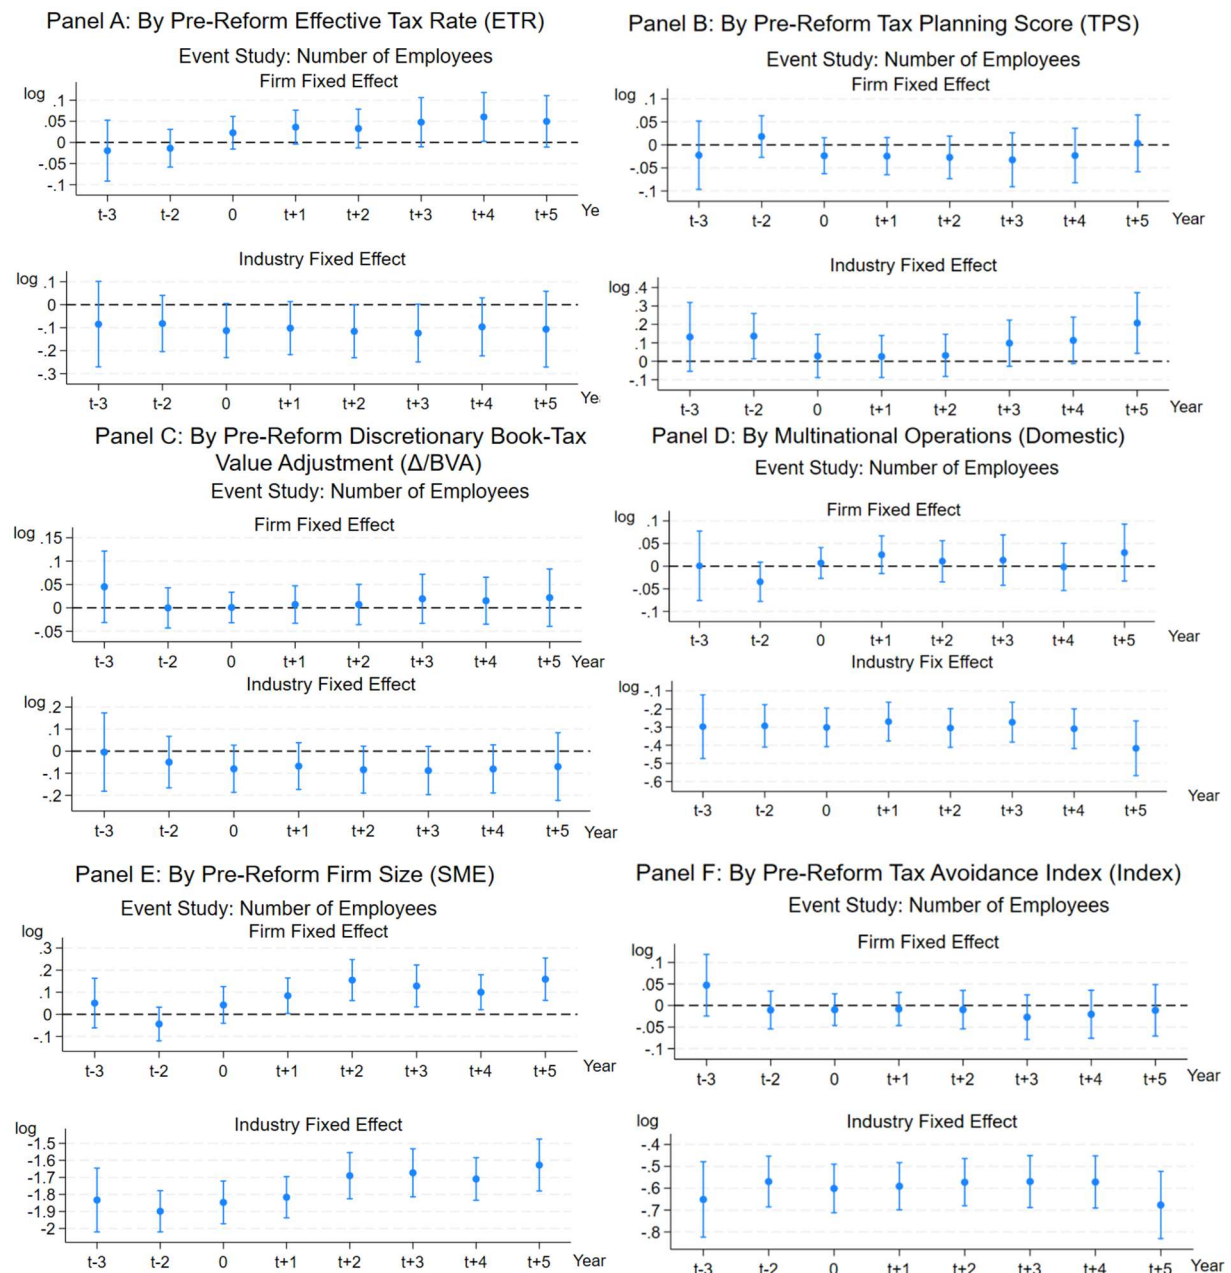 Panel A: By Pre-Reform Effective Tax Rate (ETR)
Event Study: Number of Employees
Firm Fixed Effect
log
.1
.05
0
-.05
-.1
t-3 t-2 0 t+1 t+2 t+3 t+4 t+5 Ye
Industry Fixed Effect
log
.1
0
-.1
-.2
-.3
t-3 t-2 0 t+1 t+2 t+3 t+4 t+5 Ye
Panel B: By Pre-Reform Tax Planning Score (TPS)
Event Study: Number of Employees
Firm Fixed Effect
log
.1
.05
0
-.05
-.1
t-3 t-2 0 t+1 t+2 t+3 t+4 t+5 Year
Industry Fixed Effect
log
.4
.3
.2
.1
0
-.1
t-3 t-2 0 t+1 t+2 t+3 t+4 t+5 Year
Panel C: By Pre-Reform Discretionary Book-Tax
Value Adjustment (Δ/BVA)
Event Study: Number of Employees
Firm Fixed Effect
log
.15
.1
.05
0
-.05
t-3 t-2 0 t+1 t+2 t+3 t+4 t+5 Year
Industry Fixed Effect
log
.2
.1
0
-.1
-.2
t-3 t-2 0 t+1 t+2 t+3 t+4 t+5 Year
Panel D: By Multinational Operations (Domestic)
Event Study: Number of Employees
Firm Fixed Effect
log
.1
.05
0
-.05
-.1
t-3 t-2 0 t+1 t+2 t+3 t+4 t+5 Year
Industry Fix Effect
log
-.1
-.2
-.3
-.4
-.5
-.6
t-3 t-2 0 t+1 t+2 t+3 t+4 t+5 Year
Panel E: By Pre-Reform Firm Size (SME)
Event Study: Number of Employees
Firm Fixed Effect
log
.3
.2
.1
0
-.1
t-3 t-2 0 t+1 t+2 t+3 t+4 t+5 Year
Industry Fixed Effect
log
-1.5
-1.6
-1.7
-1.8
-1.9
-2
t-3 t-2 0 t+1 t+2 t+3 t+4 t+5 Year
Panel F: By Pre-Reform Tax Avoidance Index (Index)
Event Study: Number of Employees
Firm Fixed Effect
log
.1
.05
0
-.05
-.1
t-3 t-2 0 t+1 t+2 t+3 t+4 t+5 Year
Industry Fixed Effect
log
-.4
-.5
-.6
-.7
-.8
t-3 t-2 0 t+1 t+2 t+3 t+4 t+5 Year